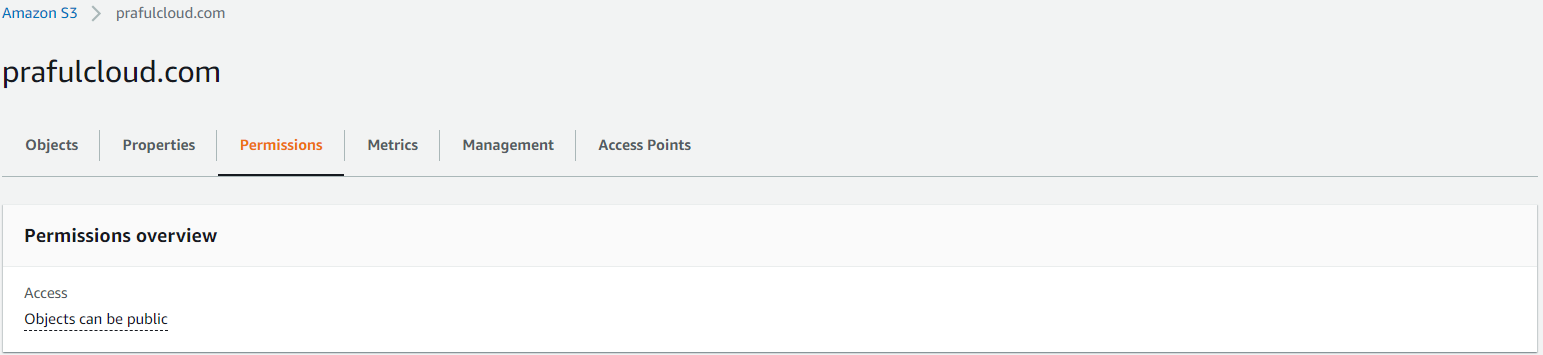 Amazon S3 > prafulcloud.com
prafulcloud.com
Objects Properties Permissions Metrics Management Access Points
Permissions overview
Access
Objects can be public